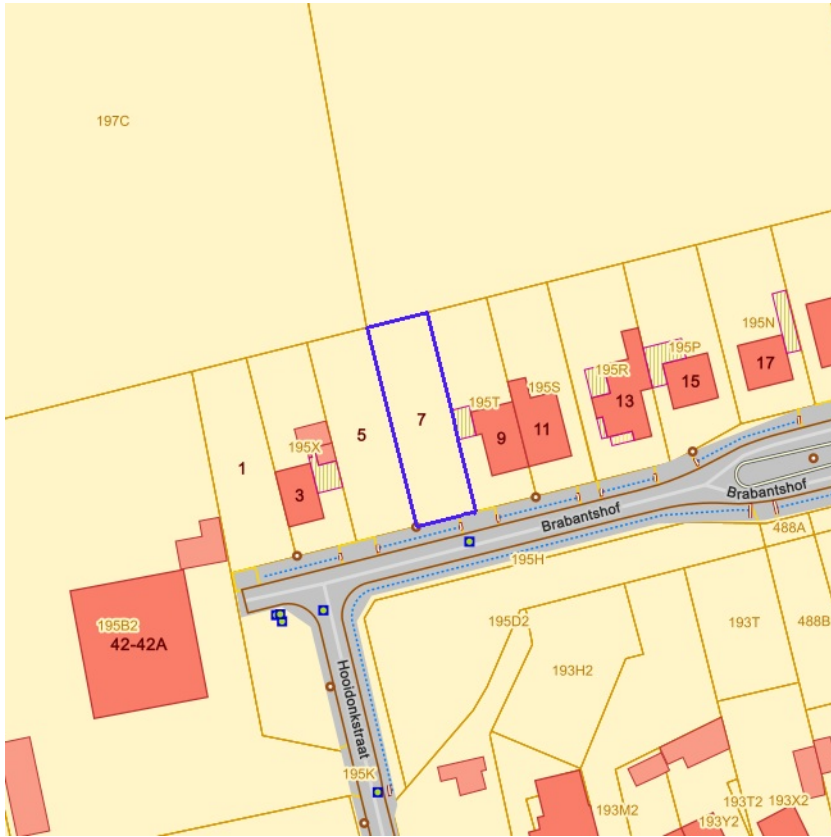 197C
195N
195P
17
195R
15
195S
13
195T
7
11
5
9
195X
1
3
Brabantshof
Brabantshof
488A
195H
195B2
195D2
193T
488B
42-42A
193H2
Hooidonkstraat
195K
193T2
193X2
193M2
193Y2